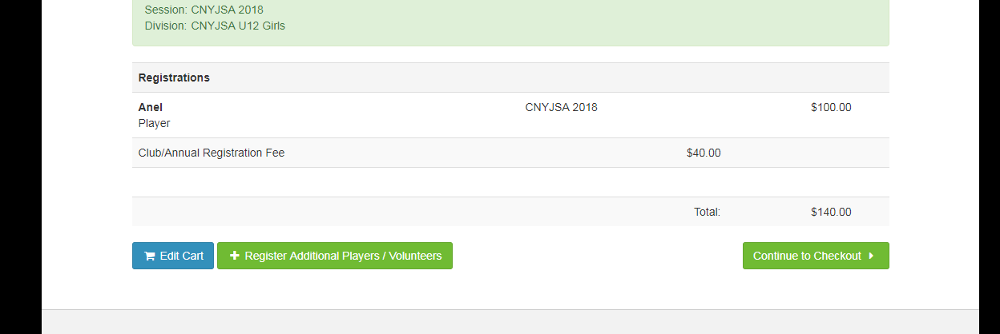 Session: CNYJSA 2018
Division: CNYJSA U12 Girls
Registrations
Anel CNYJSA 2018 $100.00
Player
Club/Annual Registration Fee $40.00
Total: $140.00
Edit Cart Register Additional Players / Volunteers Continue to Checkout